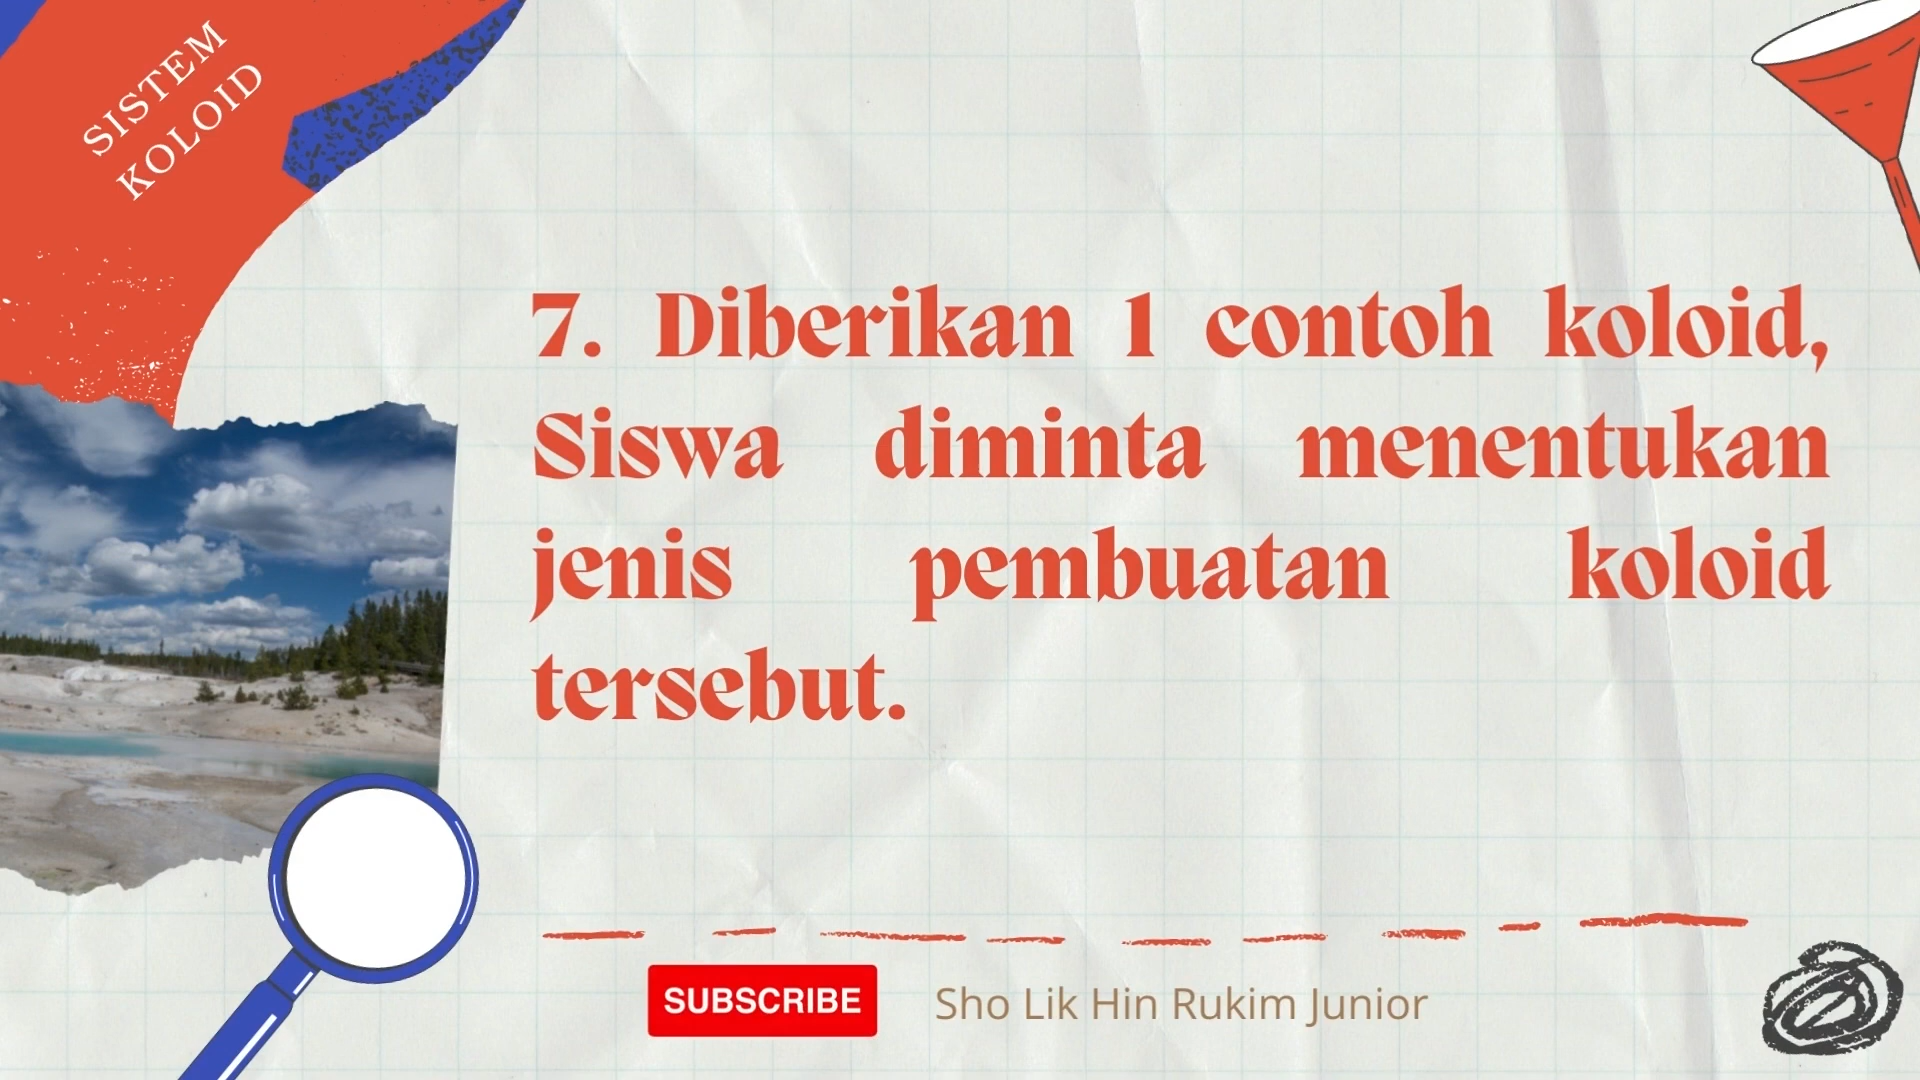 SISTEM
KOLOID
7. Diberikan 1 contoh koloid,
Siswa diminta menentukan
jenis pembuatan koloid
tersebut.
SUBSCRIBE
Sho Lik Hin Rukim Junior